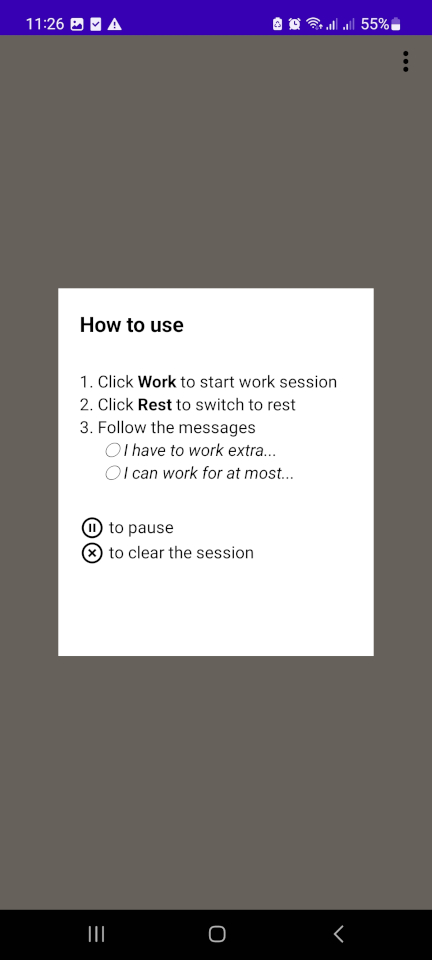 11:26
55%
How to use
1. Click Work to start work session
2. Click Rest to switch to rest
3. Follow the messages
I have to work extra...
I can work for at most...
to pause
to clear the session